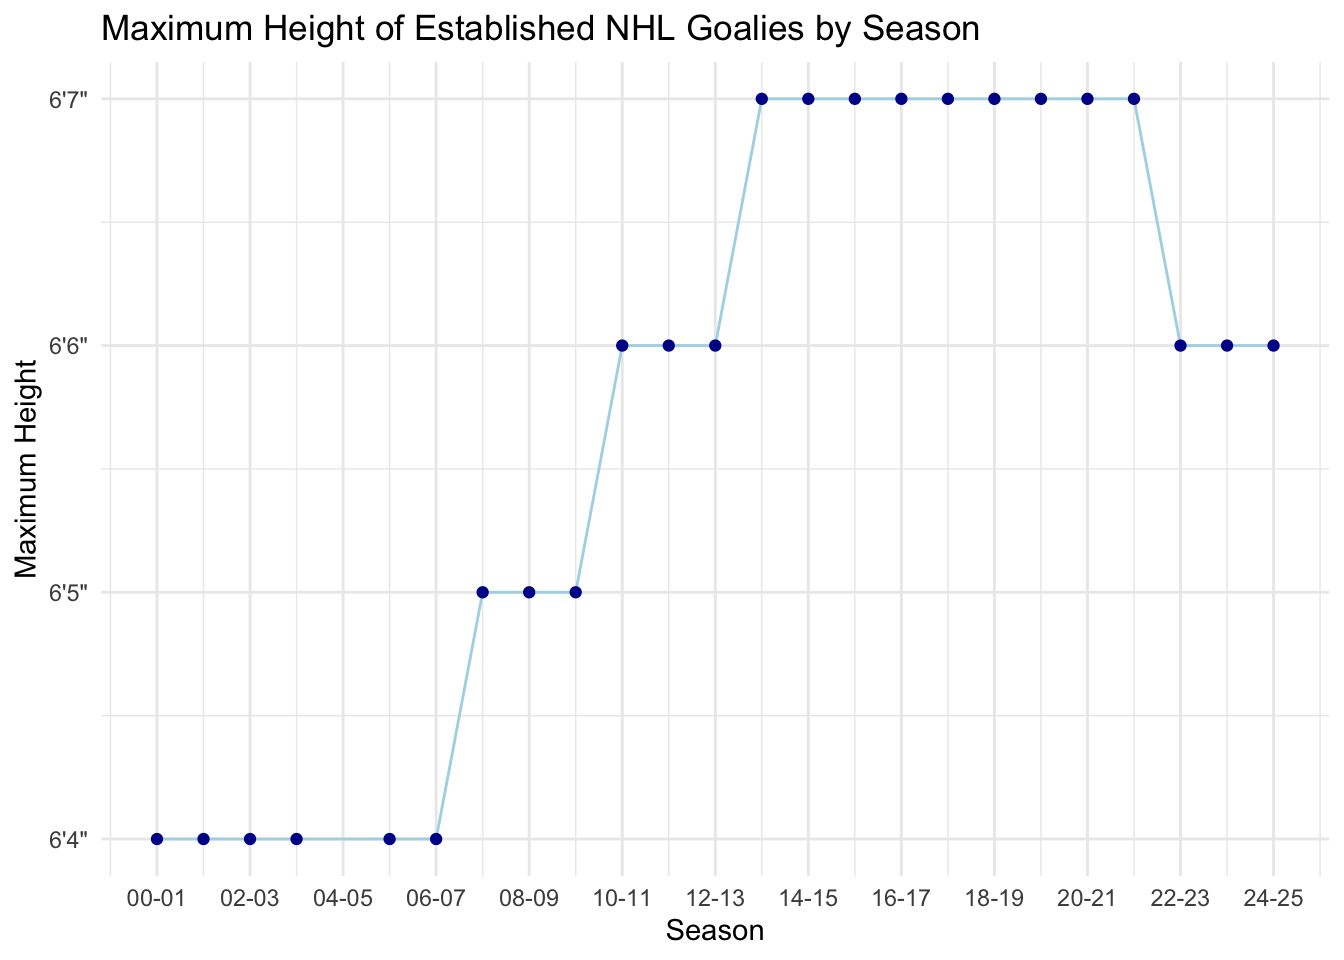 Maximum Height of Established NHL Goalies by Season
Maximum Height
6'7"
6'6"
6'5"
6'4"
00-01 02-03 04-05 06-07 08-09 10-11 12-13 14-15 16-17 18-19 20-21 22-23 24-25
Season